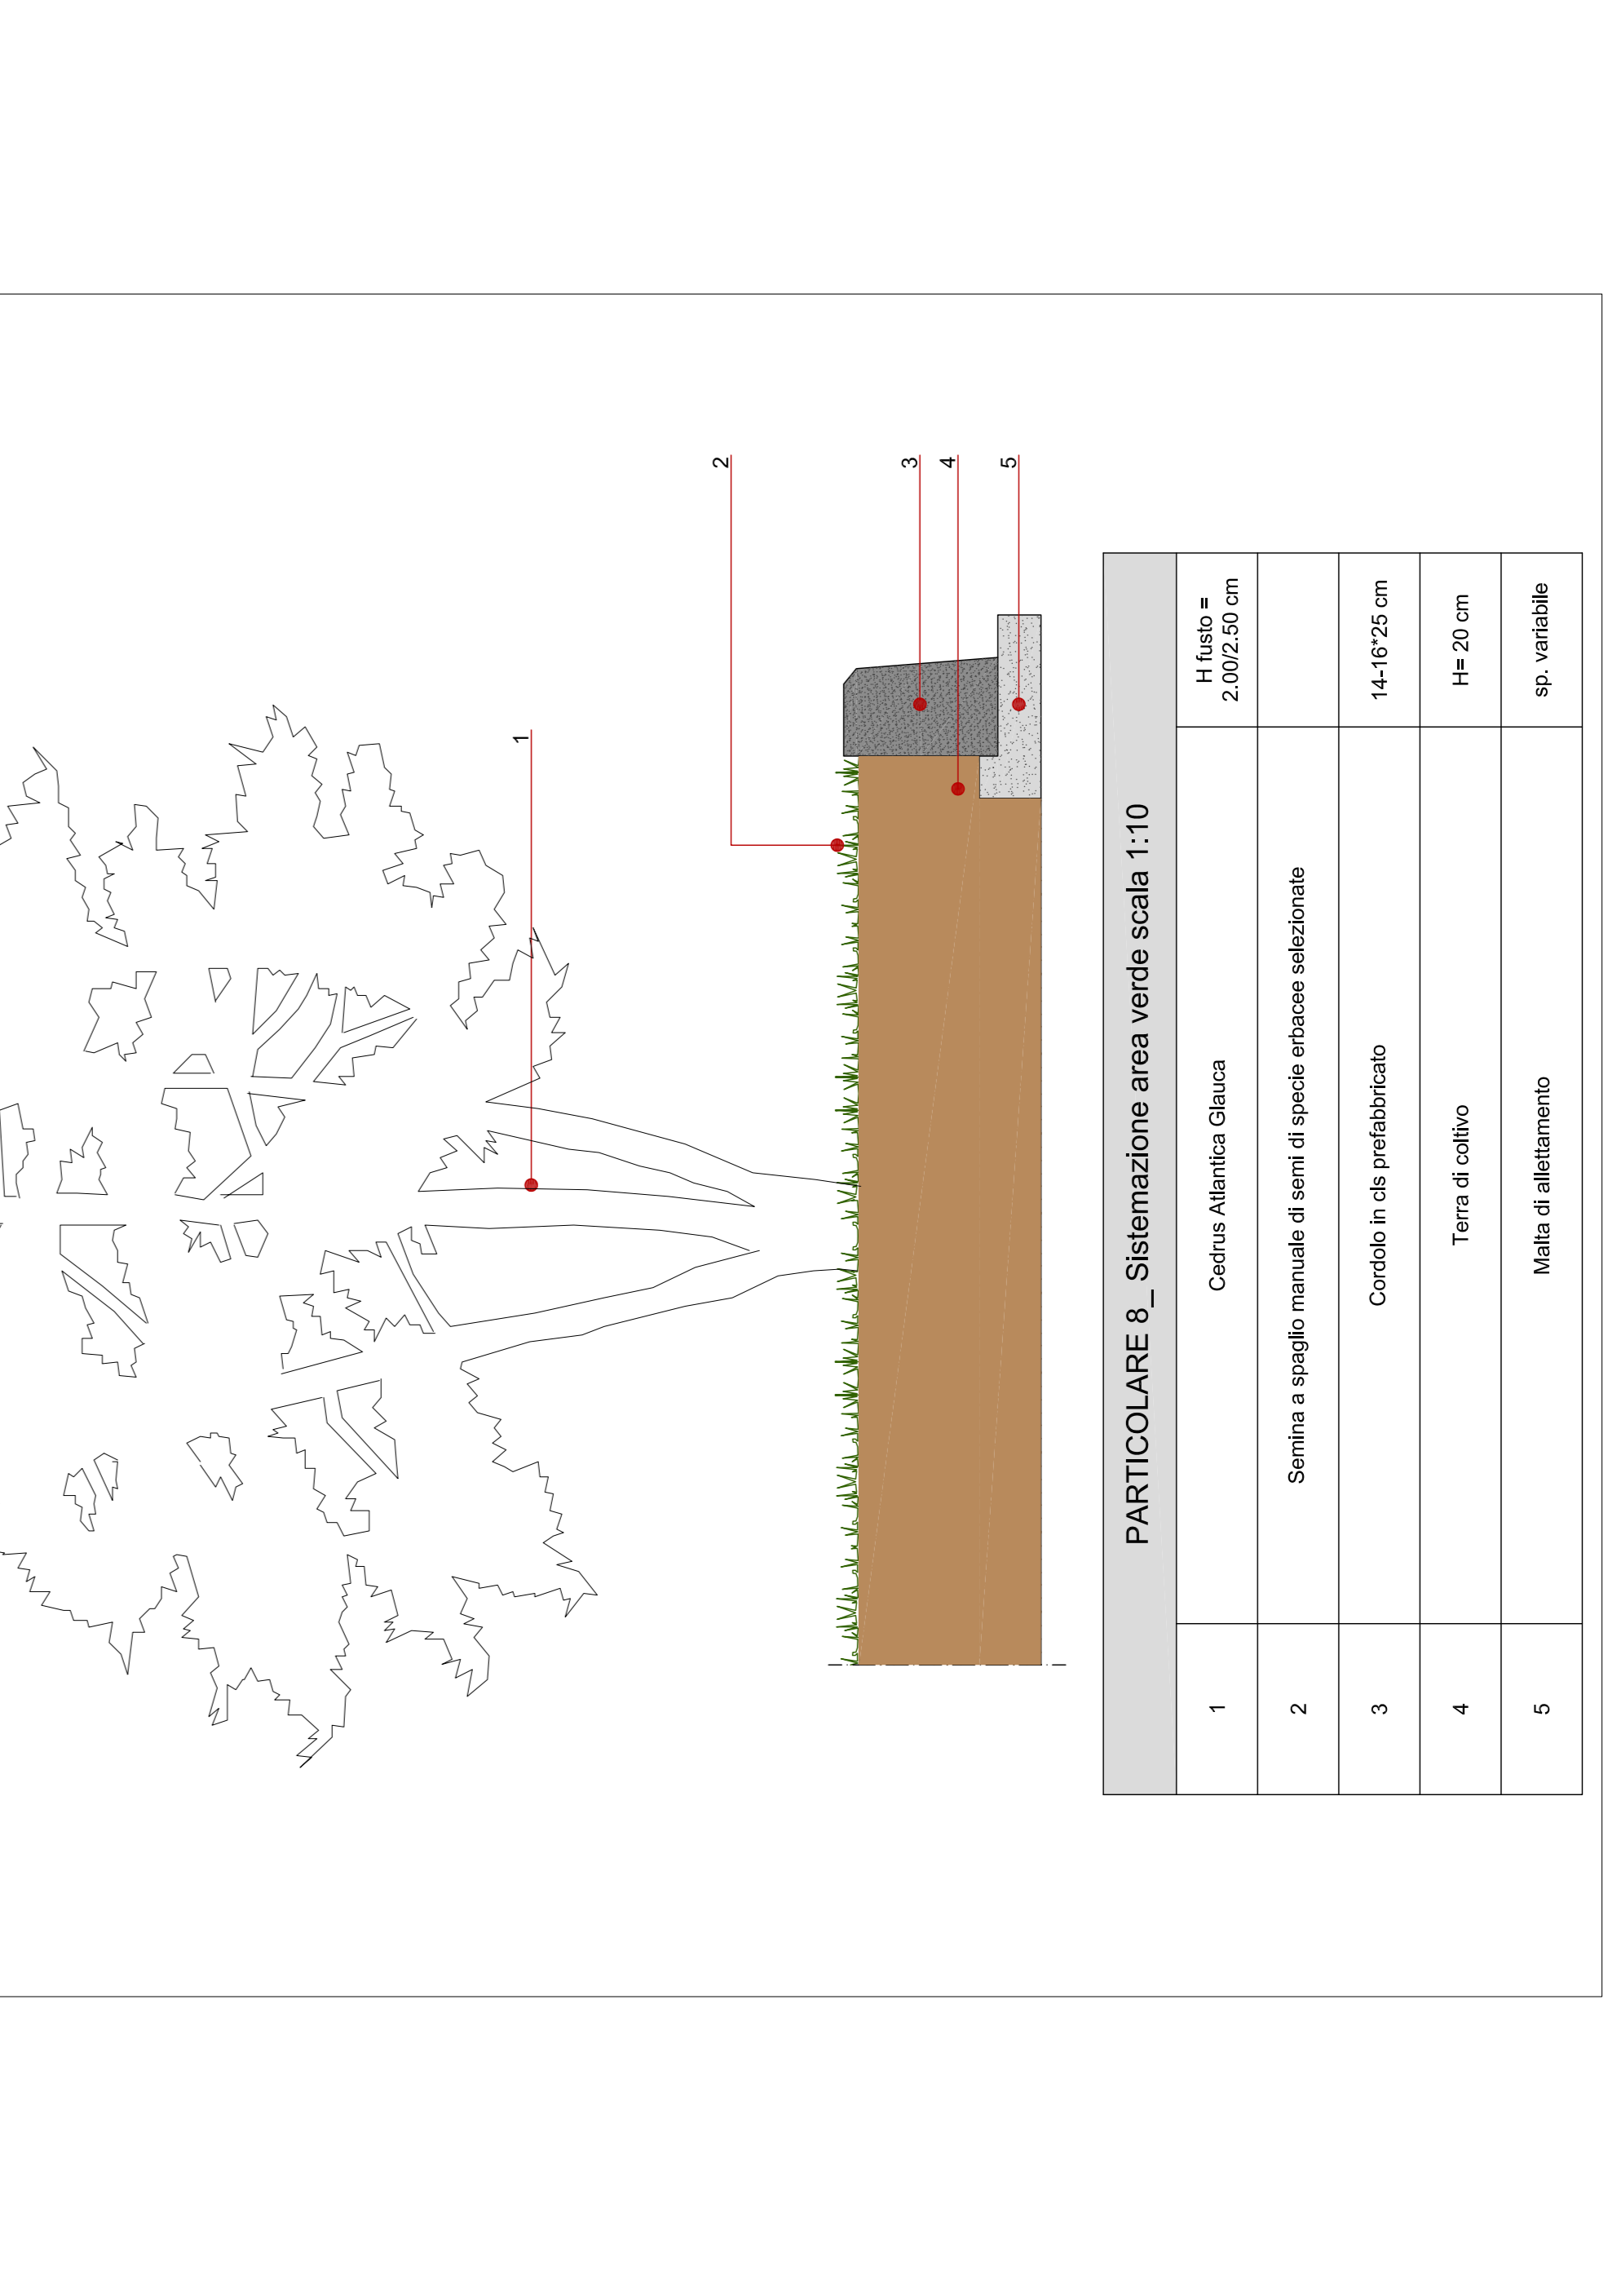 1
2
3
4
5
PARTICOLARE 8_ Sistemazione area verde scala 1:10
1 Cedrus Atlantica Glauca H fusto =
2.00/2.50 cm
2 Semina a spaglio manuale di semi di specie erbacee selezionate
3 Cordolo in cls prefabbricato 14-16*25 cm
4 Terra di coltivo H= 20 cm
5 Malta di allettamento sp. variabile